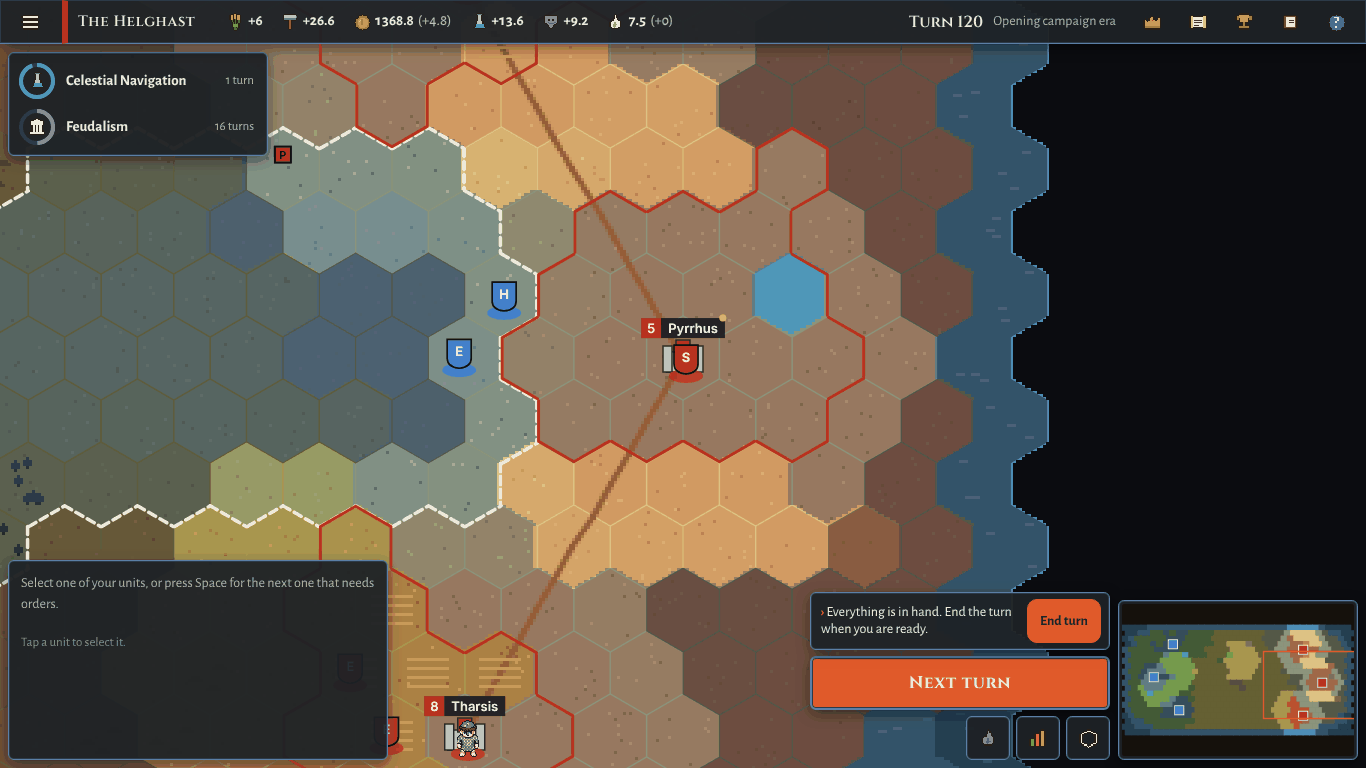 The Helghast
+6
+26.6
1368.8 (+4.8)
+13.6
+9.2
7.5 (+0)
Turn 120
Opening campaign era
Celestial Navigation
1 turn
Feudalism
16 turns
P
H
E
5 Pyrrhus
S
Select one of your units, or press Space for the next one that needs
orders.
Tap a unit to select it.
E
8 Tharsis
› Everything is in hand. End the turn
when you are ready.
End turn
Next turn